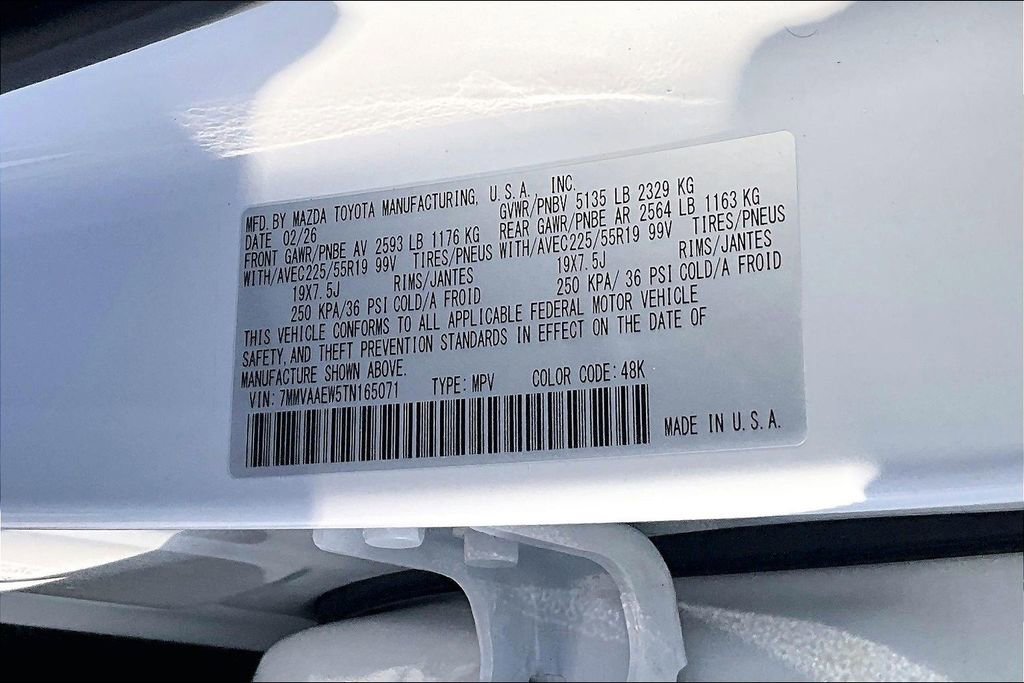 MFD. BY MAZDA TOYOTA MANUFACTURING, U.S.A., INC.
DATE 02/26 GVWR/PNBV 5135 LB 2329 KG
FRONT GAWR/PNBE AV 2593 LB 1176 KG REAR GAWR/PNBE AR 2564 LB 1163 KG
WITH/AVEC225/55R19 99V TIRES/PNEUS WITH/AVEC225/55R19 99V TIRES/PNEUS
19X7.5J RIMS/JANTES 19X7.5J RIMS/JANTES
250 KPA/36 PSI COLD/A FROID 250 KPA/ 36 PSI COLD/A FROID
THIS VEHICLE CONFORMS TO ALL APPLICABLE FEDERAL MOTOR VEHICLE
SAFETY,AND THEFT PREVENTION STANDARDS IN EFFECT ON THE DATE OF
MANUFACTURE SHOWN ABOVE.
VIN: 7MMVAAEW5TN165071 TYPE: MPV COLOR CODE: 48K
MADE IN U.S.A.